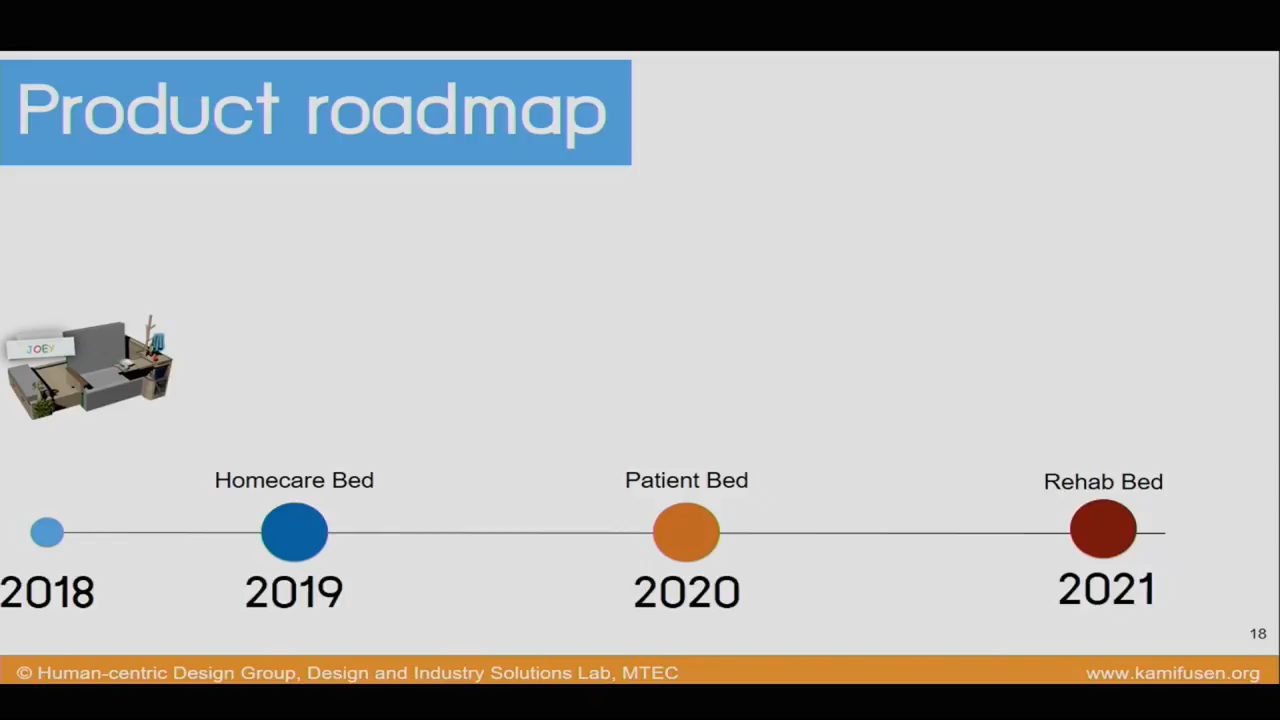 Product roadmap
JOEY
Homecare Bed
Patient Bed
Rehab Bed
2018
2019
2020
2021
18
© Human-centric Design Group, Design and Industry Solutions Lab, MTEC
www.kamifusen.org